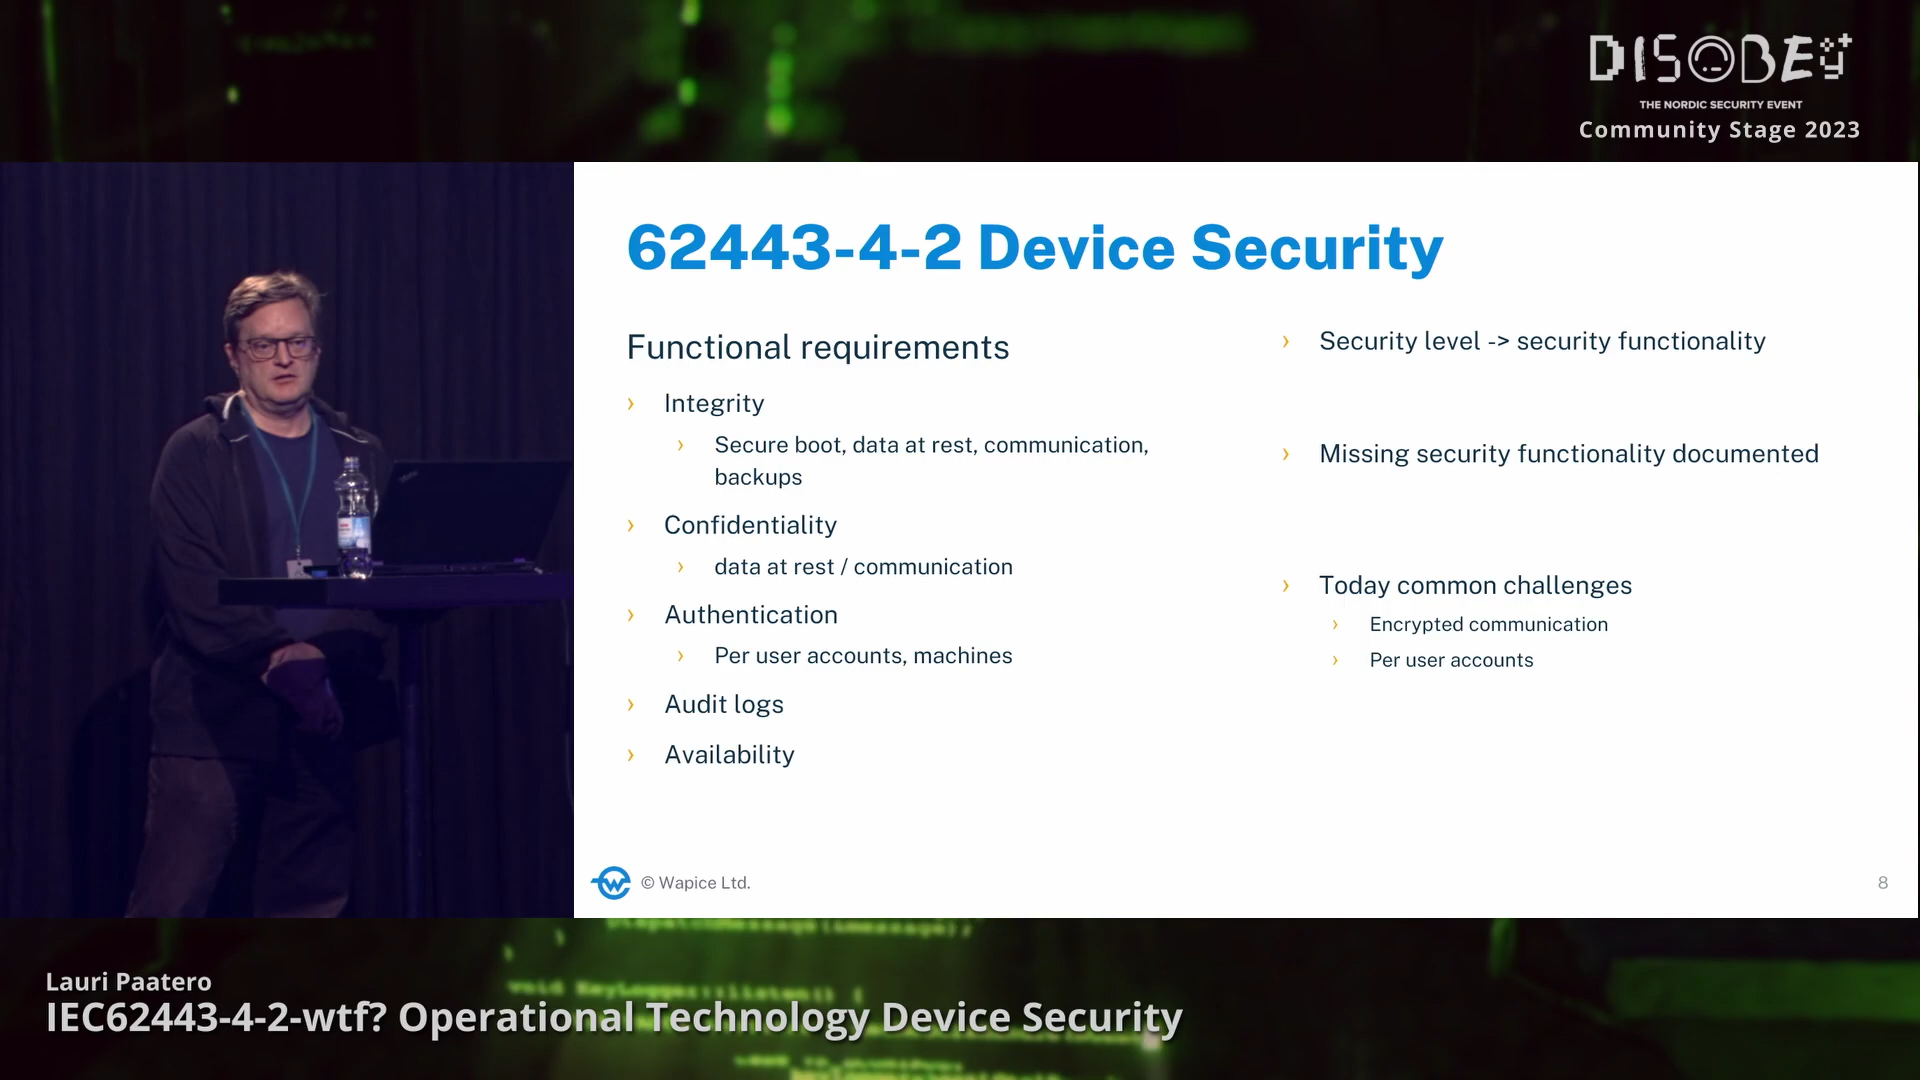 DISOBEY
THE NORDIC SECURITY EVENT
Community Stage 2023
62443-4-2 Device Security
Functional requirements
› Integrity
› Secure boot, data at rest, communication,
backups
› Confidentiality
› data at rest / communication
› Authentication
› Per user accounts, machines
› Audit logs
› Availability
› Security level -> security functionality
› Missing security functionality documented
› Today common challenges
› Encrypted communication
› Per user accounts
© Wapice Ltd.
8
void KeyLogger::listen() {
Lauri Paatero
IEC62443-4-2-wtf? Operational Technology Device Security